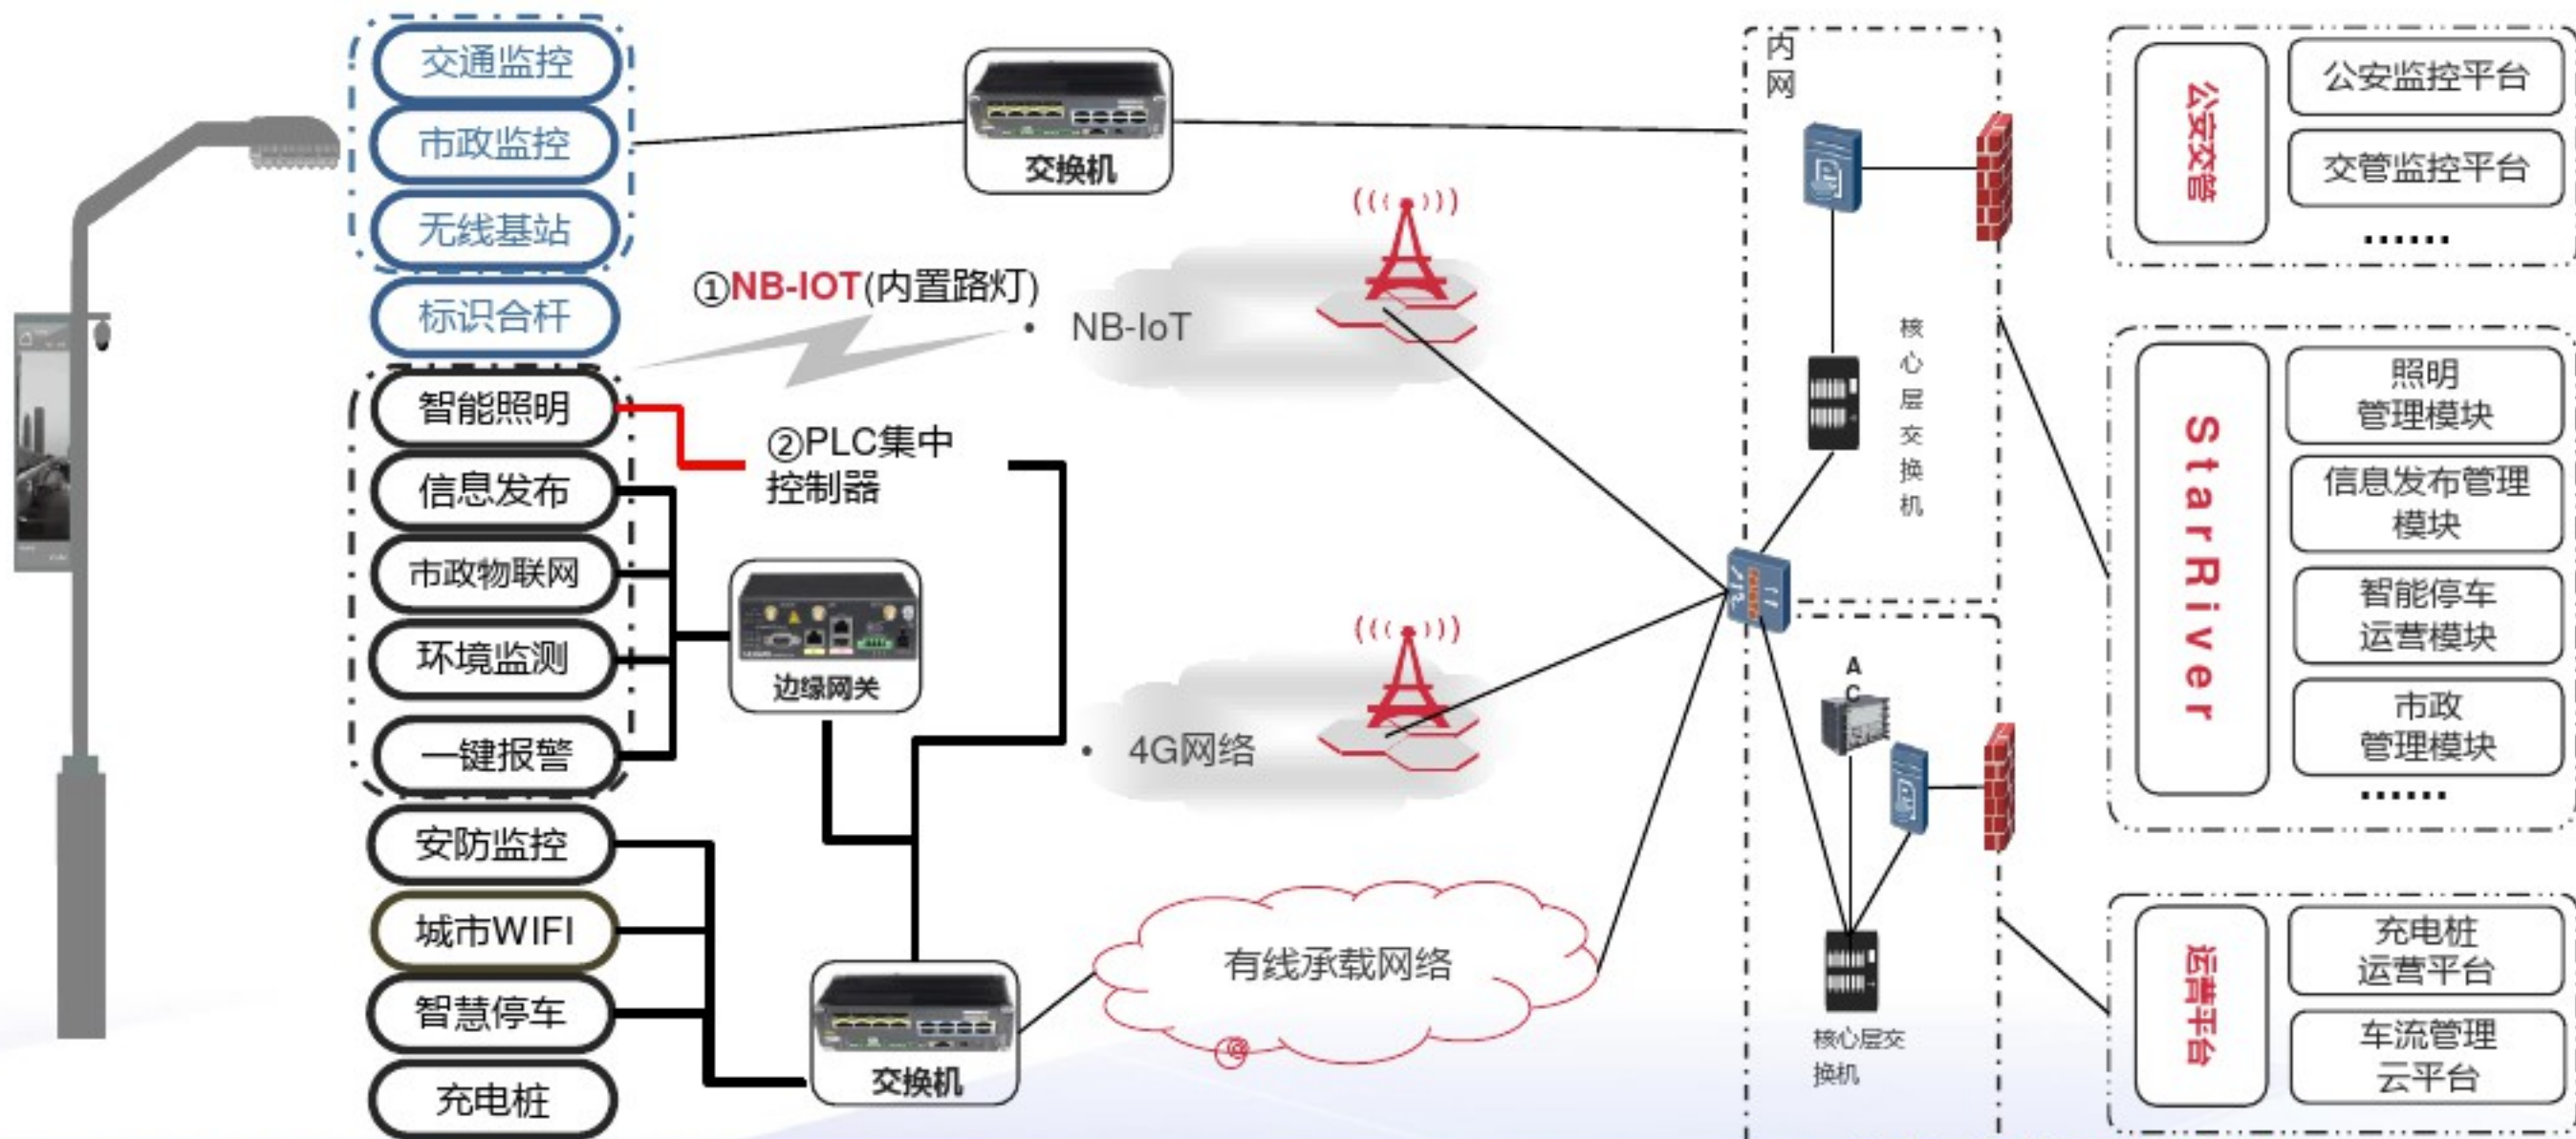 交通监控
市政监控
无线基站
标识合杆
智能照明
信息发布
市政物联网
环境监测
一键报警
安防监控
城市WIFI
智慧停车
充电桩
交换机
①NB-IOT(内置路灯)
• NB-IoT
②PLC集中
控制器
边缘网关
• 4G网络
有线承载网络
@
交换机
内
网
核
心
层
交
换
机
A
C
核心层交
换机
公安交管
公安监控平台
交管监控平台
......
StarRiver
照明
管理模块
信息发布管理
模块
智能停车
运营模块
市政
管理模块
......
运营平台
充电桩
运营平台
车流管理
云平台